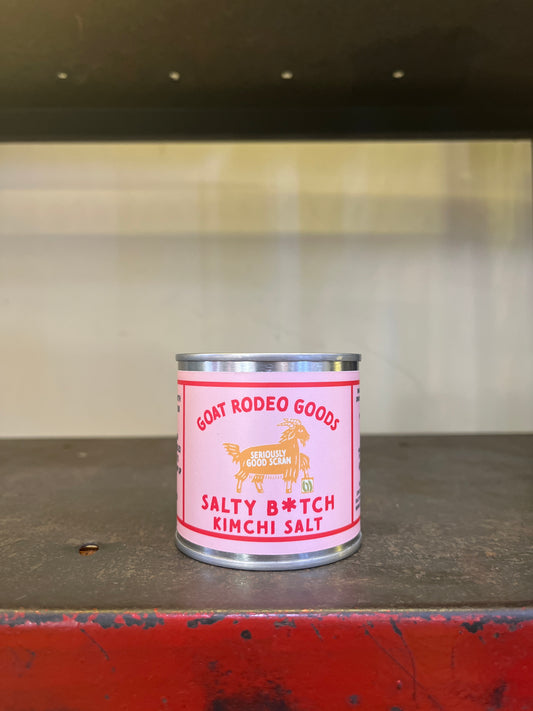 GOAT RODEO GOODS
SERIOUSLY
GOOD SCRAN
SALTY B*TCH
KIMCHI SALT